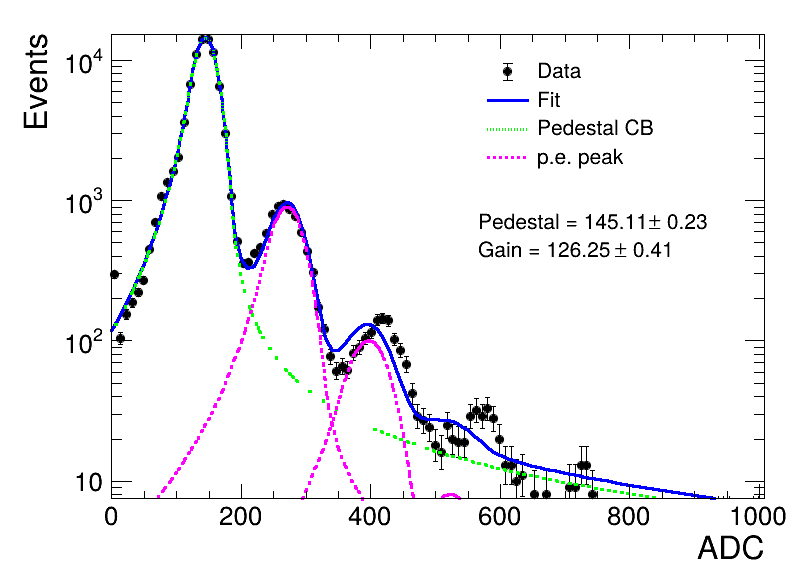 Events
10⁴
10³
10²
10
Data
Fit
Pedestal CB
p.e. peak
Pedestal = 145.11± 0.23
Gain = 126.25 ± 0.41
0 200 400 600 800 1000
ADC